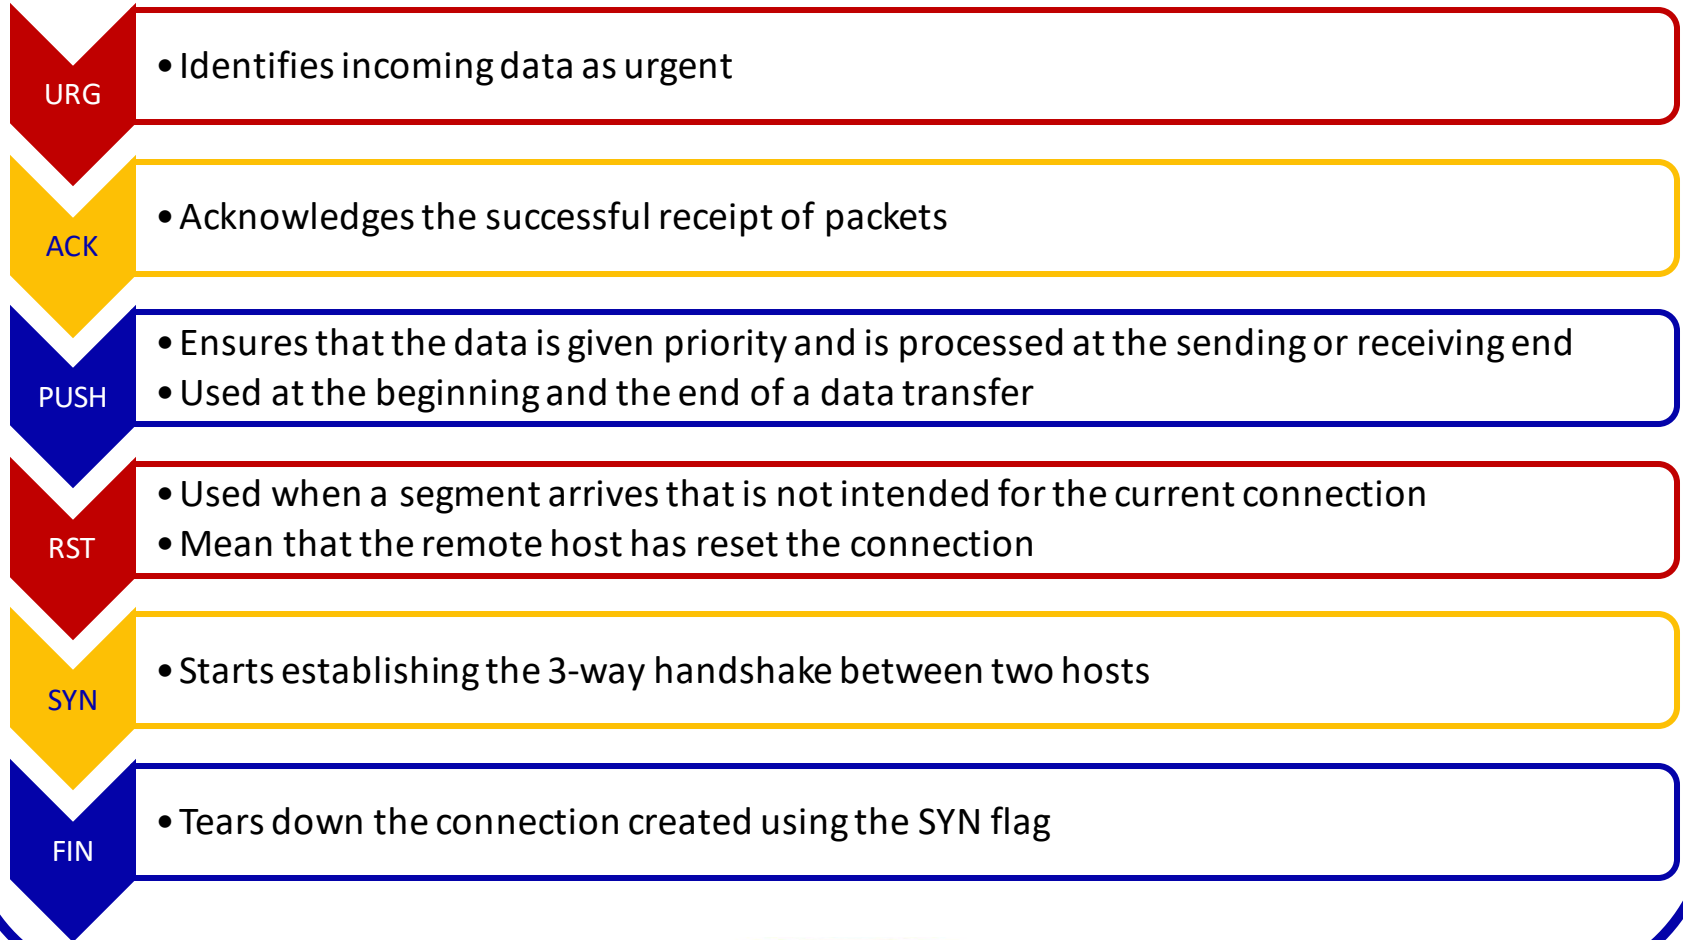 URG
•Identifies incoming data as urgent
ACK
•Acknowledges the successful receipt of packets
PUSH
•Ensures that the data is given priority and is processed at the sending or receiving end
•Used at the beginning and the end of a data transfer
RST
•Used when a segment arrives that is not intended for the current connection
•Mean that the remote host has reset the connection
SYN
•Starts establishing the 3-way handshake between two hosts
FIN
•Tears down the connection created using the SYN flag